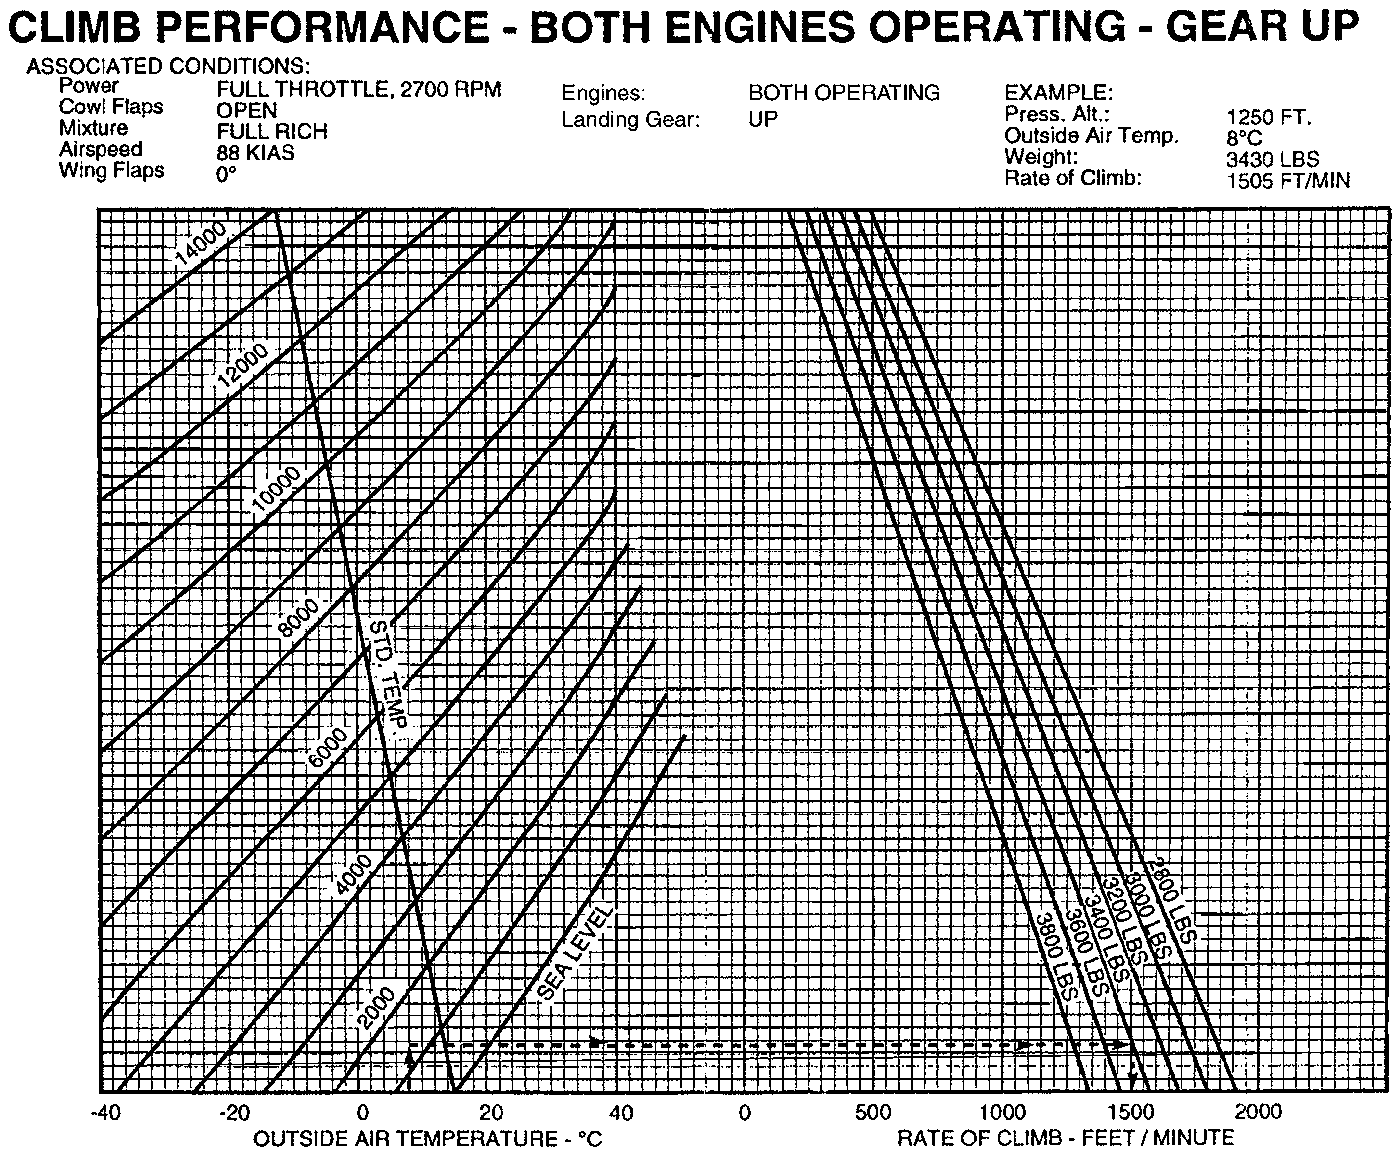 CLIMB PERFORMANCE - BOTH ENGINES OPERATING - GEAR UP
ASSOCIATED CONDITIONS:
Power FULL THROTTLE, 2700 RPM
Cowl Flaps OPEN
Mixture FULL RICH
Airspeed 88 KIAS
Wing Flaps 0°
Engines: BOTH OPERATING
Landing Gear: UP
EXAMPLE:
Press. Alt.: 1250 FT.
Outside Air Temp. 8°C
Weight: 3430 LBS
Rate of Climb: 1505 FT/MIN
14000
12000
10000
8000
STD. TEMP.
6000
4000
2000
SEA LEVEL
3800 LBS
3600 LBS
3400 LBS
3200 LBS
3000 LBS
2800 LBS
-40 -20 0 20 40 0 500 1000 1500 2000
OUTSIDE AIR TEMPERATURE - °C RATE OF CLIMB - FEET / MINUTE